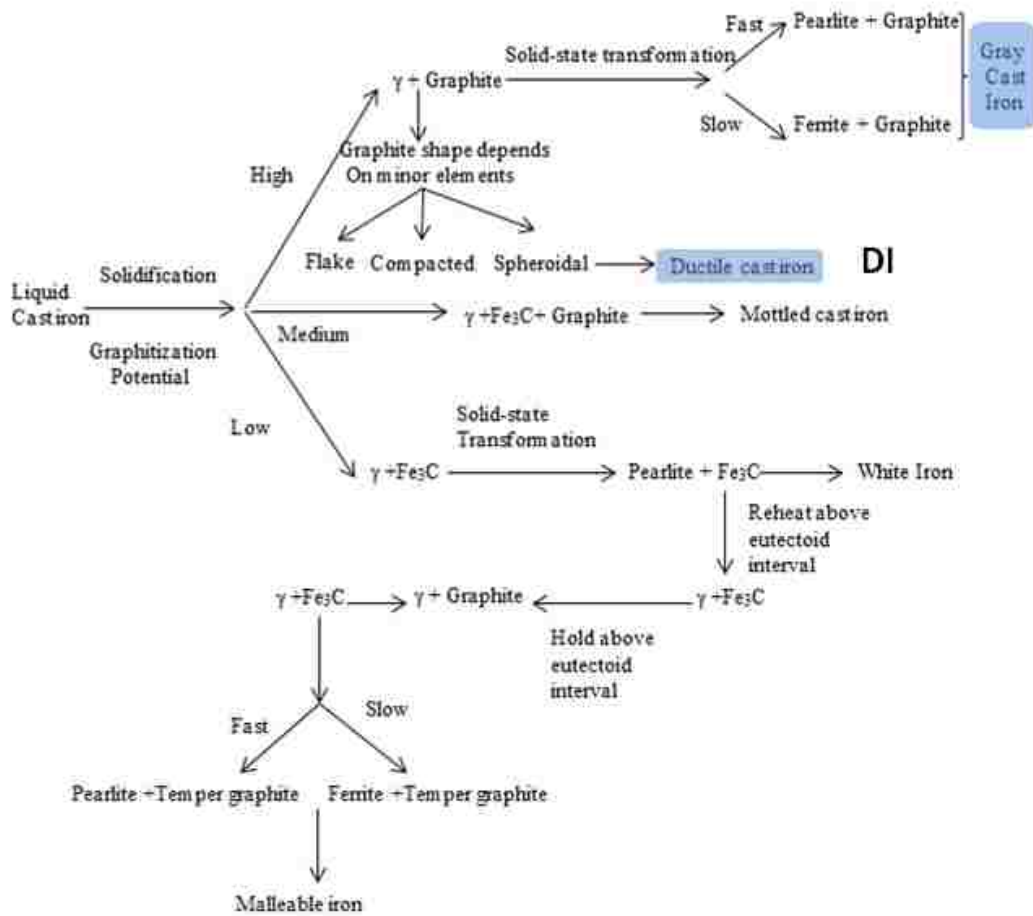 Fast
Pearlite + Graphite
Solid-state transformation
Gray
Cast
Iron
γ + Graphite
Slow
Ferrite + Graphite
Graphite shape depends
On minor elements
High
Flake
Compacted
Spheroidal
Ductile cast iron
DI
Solidification
Liquid
Cast iron
γ +Fe₃C+ Graphite
Mottled cast iron
Medium
Graphitization
Potential
Low
Solid-state
Transformation
γ +Fe₃C
Pearlite + Fe₃C
White Iron
Reheat above
eutectoid
interval
γ +Fe₃C
γ + Graphite
γ +Fe₃C
Hold above
eutectoid
interval
Fast
Slow
Pearlite +Temper graphite
Ferrite +Temper graphite
Malleable iron